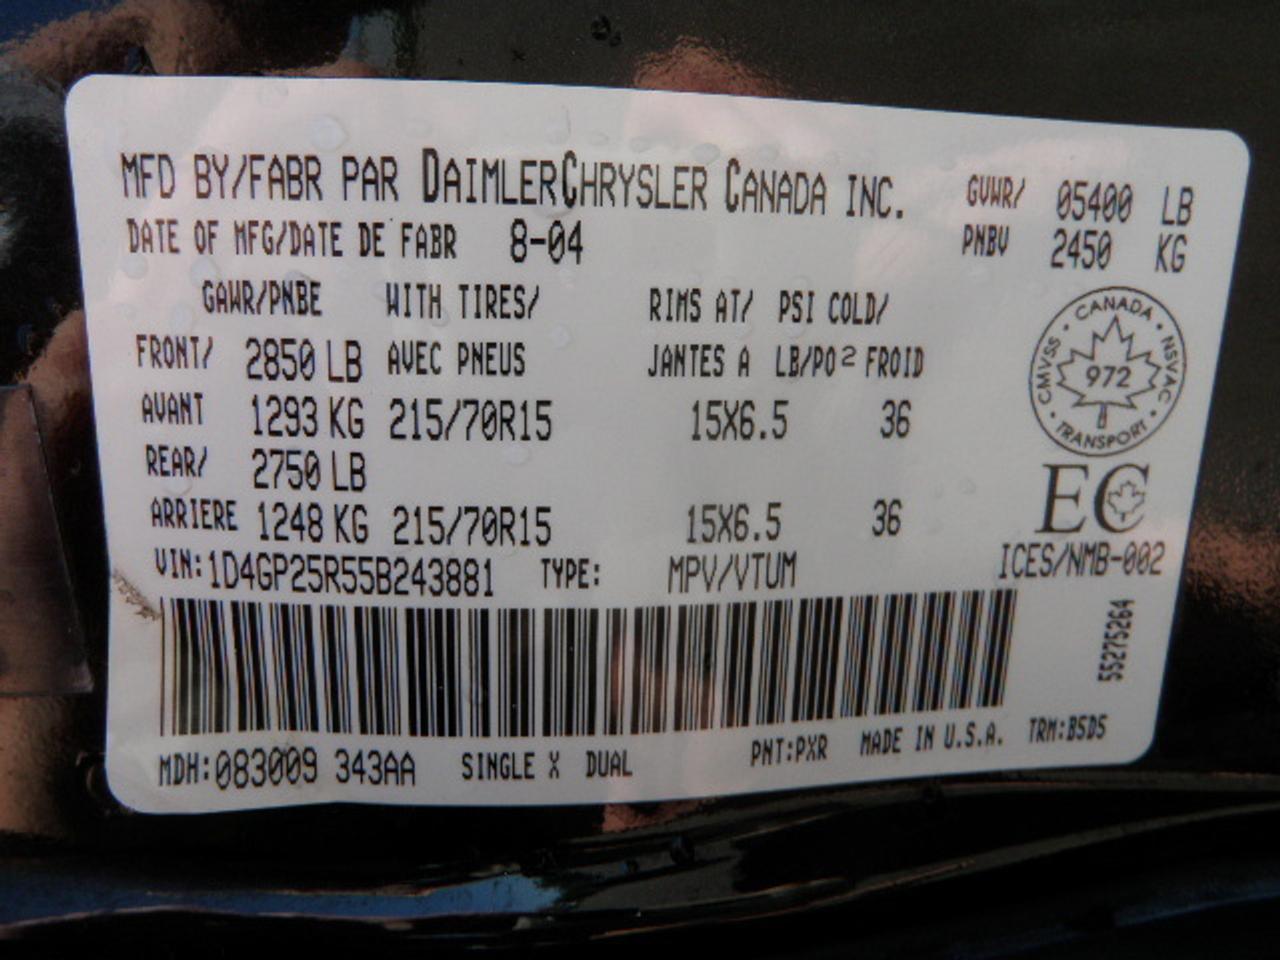 MFD BY/FABR PAR DAIMLERCHRYSLER CANADA INC. GVWR/ 05400 LB
DATE OF MFG/DATE DE FABR 8-04 PNBV 2450 KG
GAWR/PNBE WITH TIRES/ RIMS AT/ PSI COLD/
FRONT/ 2850 LB AVEC PNEUS JANTES A LB/PO² FROID
AVANT 1293 KG 215/70R15 15X6.5 36
REAR/ 2750 LB
ARRIERE 1248 KG 215/70R15 15X6.5 36
CANADA • NSVAC • TRANSPORT • CMVSS •
972
EC
ICES/NMB-002
VIN:1D4GP25R55B243881 TYPE: MPV/VTUM
55275264
MDH:083009 343AA SINGLE X DUAL PNT:PXR MADE IN U.S.A. TRM:B5D5